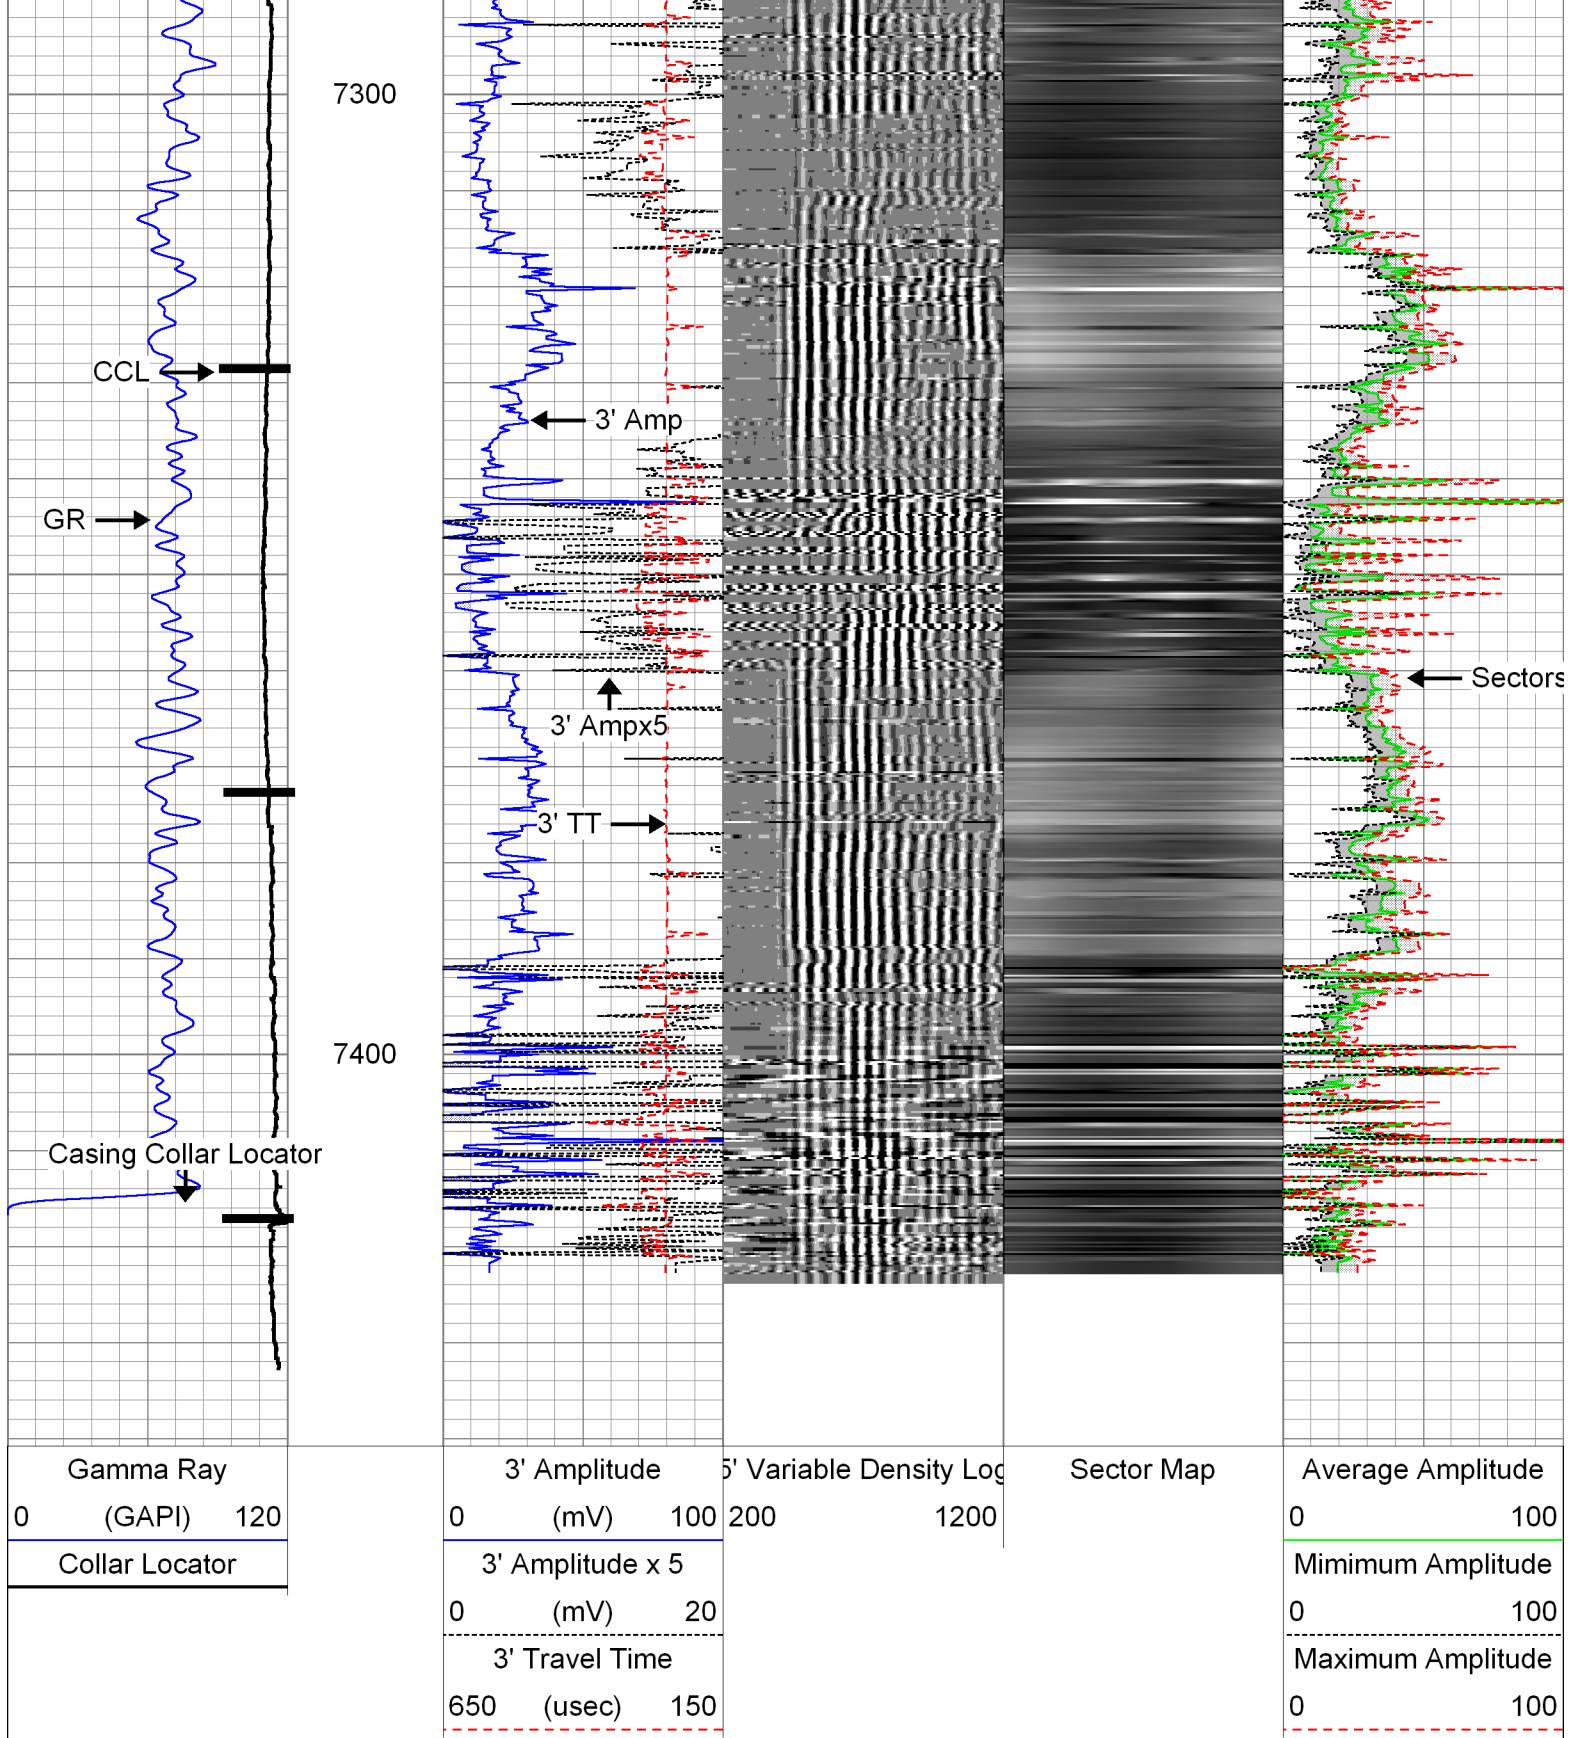 7300
CCL
3' Amp
GR
Sectors
3' Ampx5
3' TT
7400
Casing Collar Locator
Gamma Ray
0 (GAPI) 120
Collar Locator
3' Amplitude
0 (mV) 100
3' Amplitude x 5
0 (mV) 20
3' Travel Time
650 (usec) 150
5' Variable Density Log
200 1200
Sector Map
Average Amplitude
0 100
Mimimum Amplitude
0 100
Maximum Amplitude
0 100